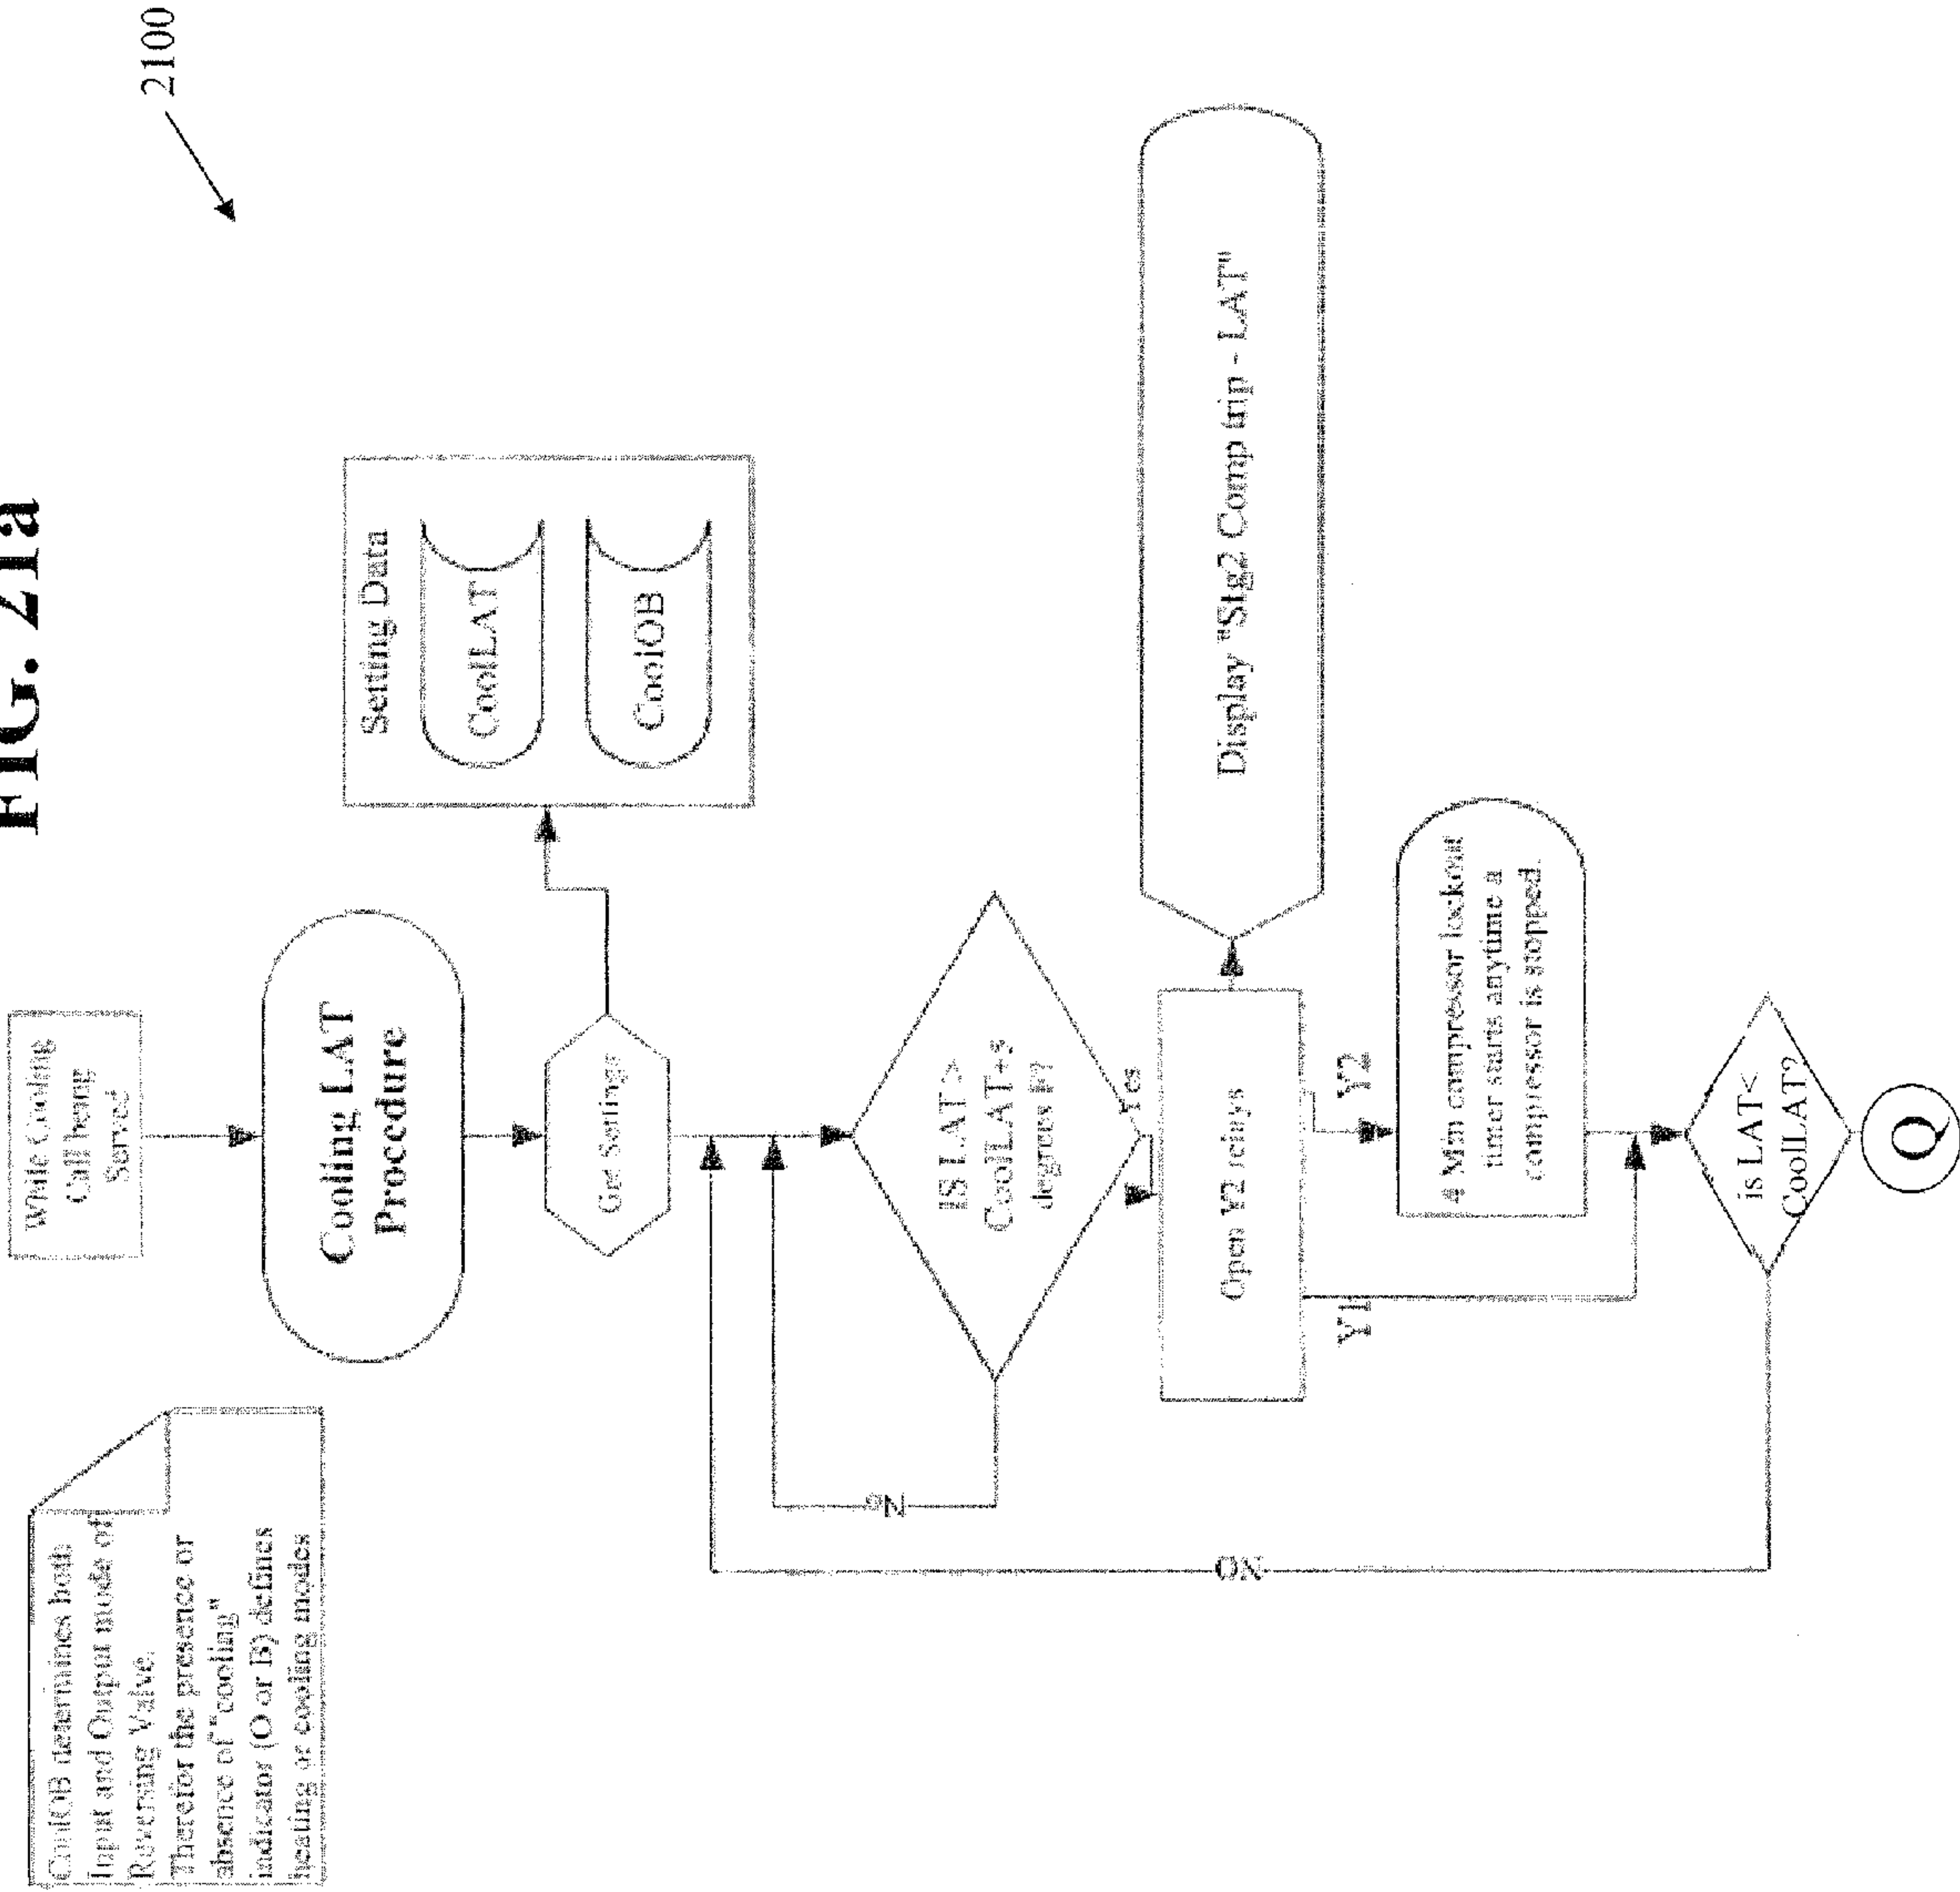 FIG. 21a
2100
CoolOB determines both
Input and Output mode of
Reversing Valve.
Therefor the presence or
absence of "cooling"
indicator (O or B) defines
heating or cooling modes
While Cooling
Call being
Served
Cooling LAT
Procedure
Get Settings
Setting Data
CoolLAT
CoolOB
IS LAT >
CoolLAT+s
degrees F?
No
Yes
Open Y2 relays
Display "Stg2 Comp trip - LAT"
Y1
Y2
4 Min compressor lockout
timer starts anytime a
compressor is stopped.
is LAT<
CoolLAT?
NO
Q